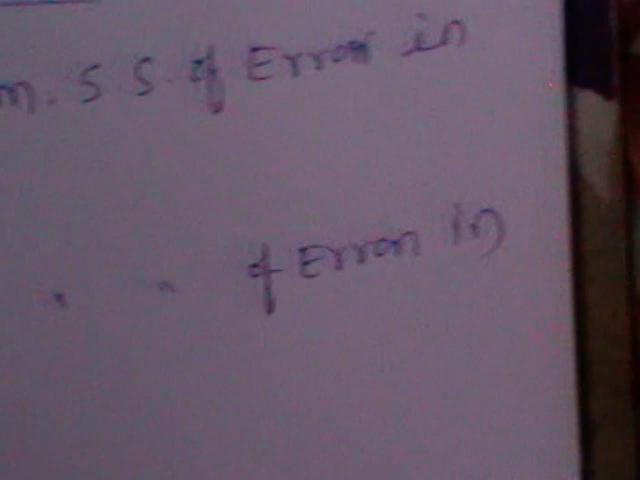 m. S S. of Error in
" " of Error in